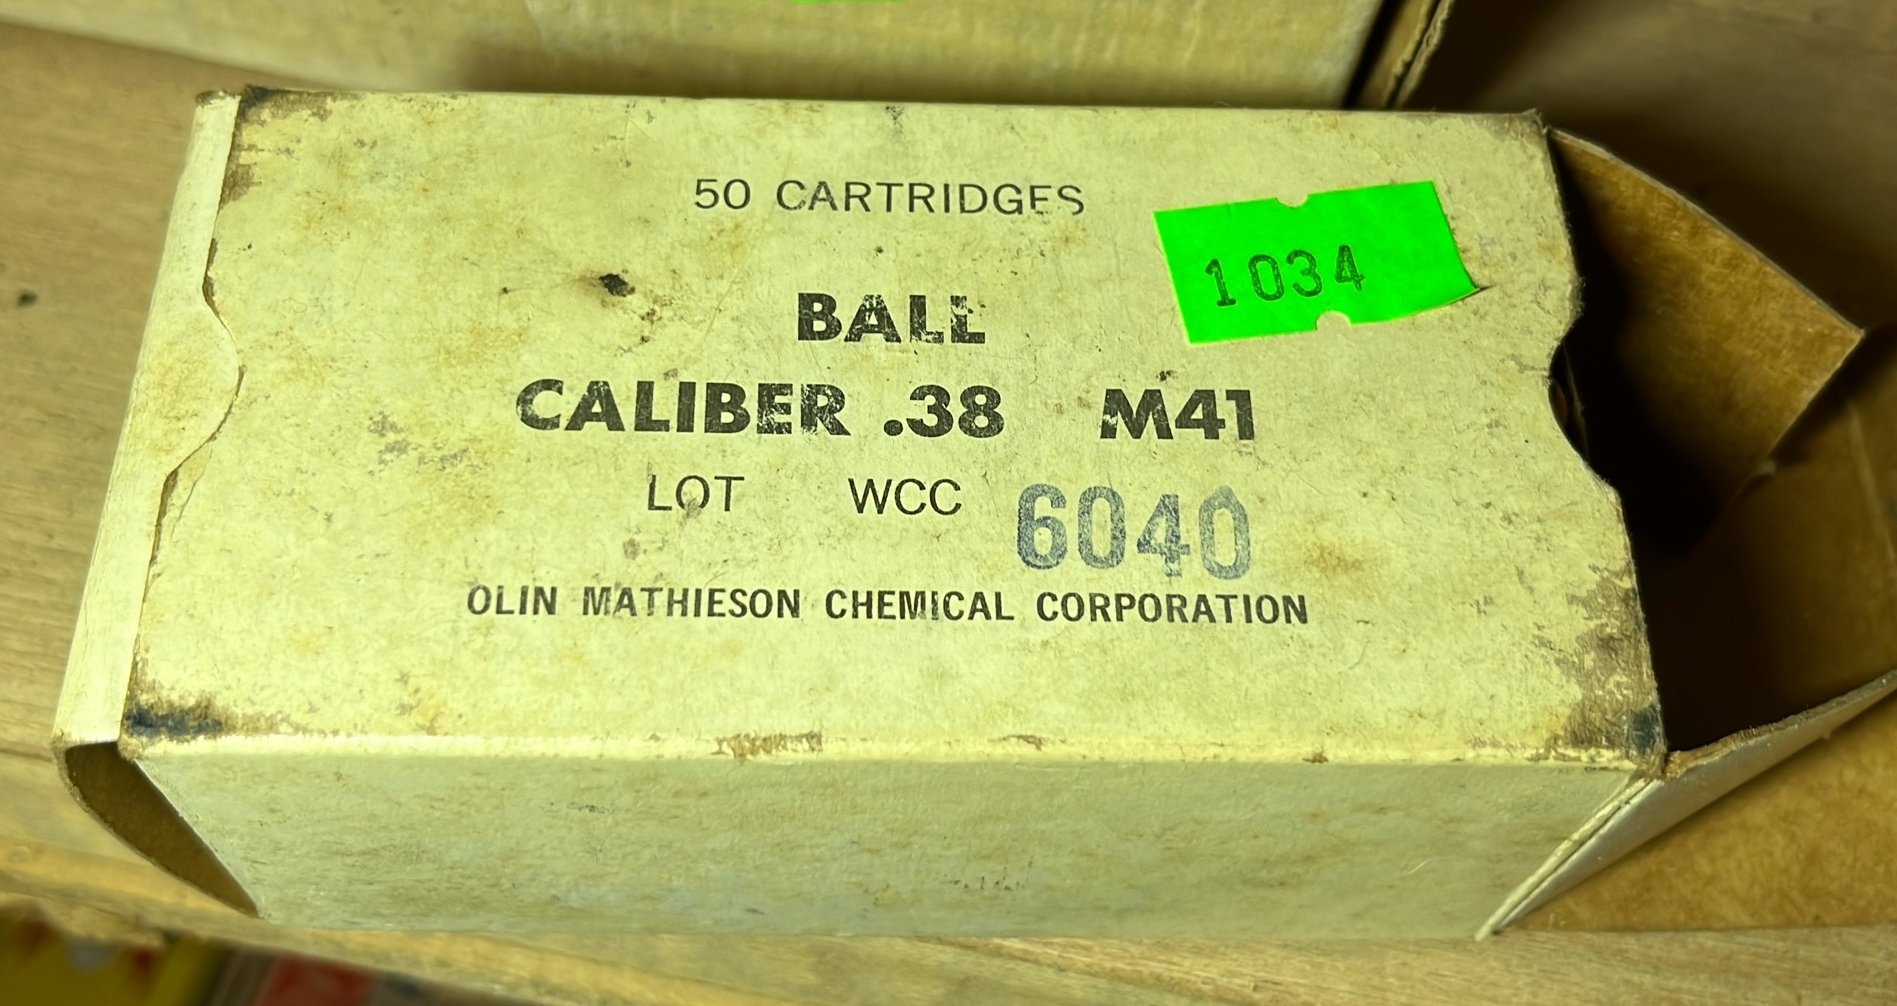 50 CARTRIDGES
1034
BALL
CALIBER .38 M41
LOT WCC 6040
OLIN MATHIESON CHEMICAL CORPORATION